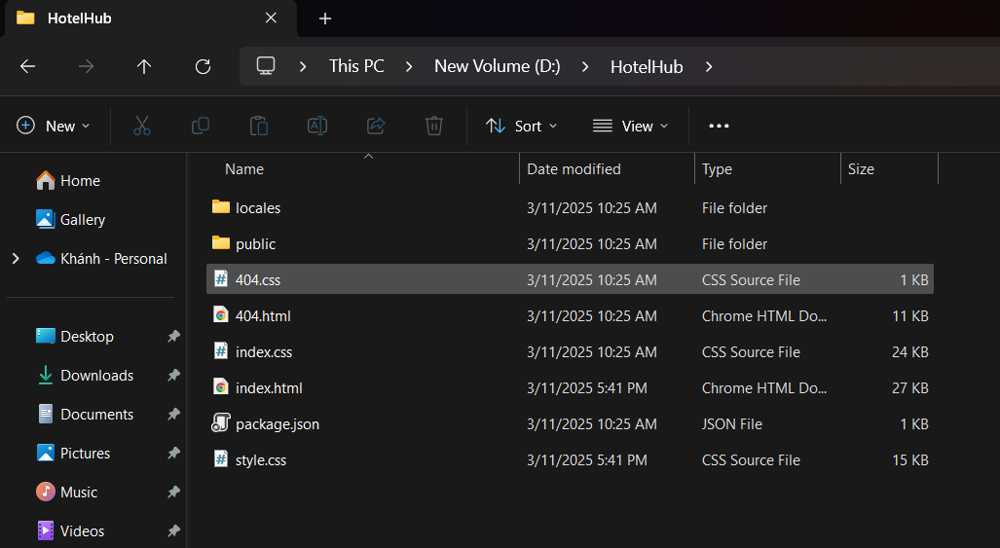 HotelHub
This PC New Volume (D:) HotelHub
New Sort View
Name Date modified Type Size
Home
Gallery
Khánh - Personal
Desktop
Downloads
Documents
Pictures
Music
Videos
locales 3/11/2025 10:25 AM File folder
public 3/11/2025 10:25 AM File folder
404.css 3/11/2025 10:25 AM CSS Source File 1 KB
404.html 3/11/2025 10:25 AM Chrome HTML Do... 11 KB
index.css 3/11/2025 10:25 AM CSS Source File 24 KB
index.html 3/11/2025 5:41 PM Chrome HTML Do... 27 KB
package.json 3/11/2025 10:25 AM JSON File 1 KB
style.css 3/11/2025 5:41 PM CSS Source File 15 KB